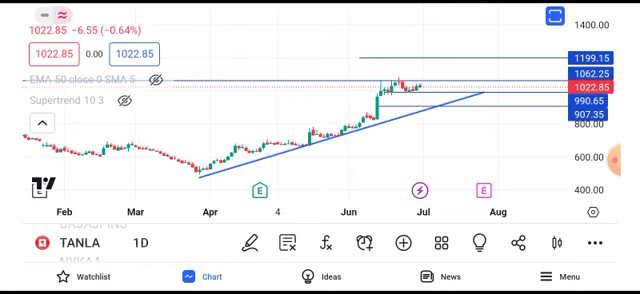 1400.00
1022.85 −6.55 (−0.64%)
1022.85 0.00 1022.85
1199.15
EMA 50 close 0 SMA 5
1062.25
1022.85
Supertrend 10 3
990.65
907.35
800.00
600.00
400.00
E E
Feb Mar Apr 4 Jun Jul Aug
BAJAJFINS
TANLA 1D
NYKAA
Watchlist Chart Ideas News Menu